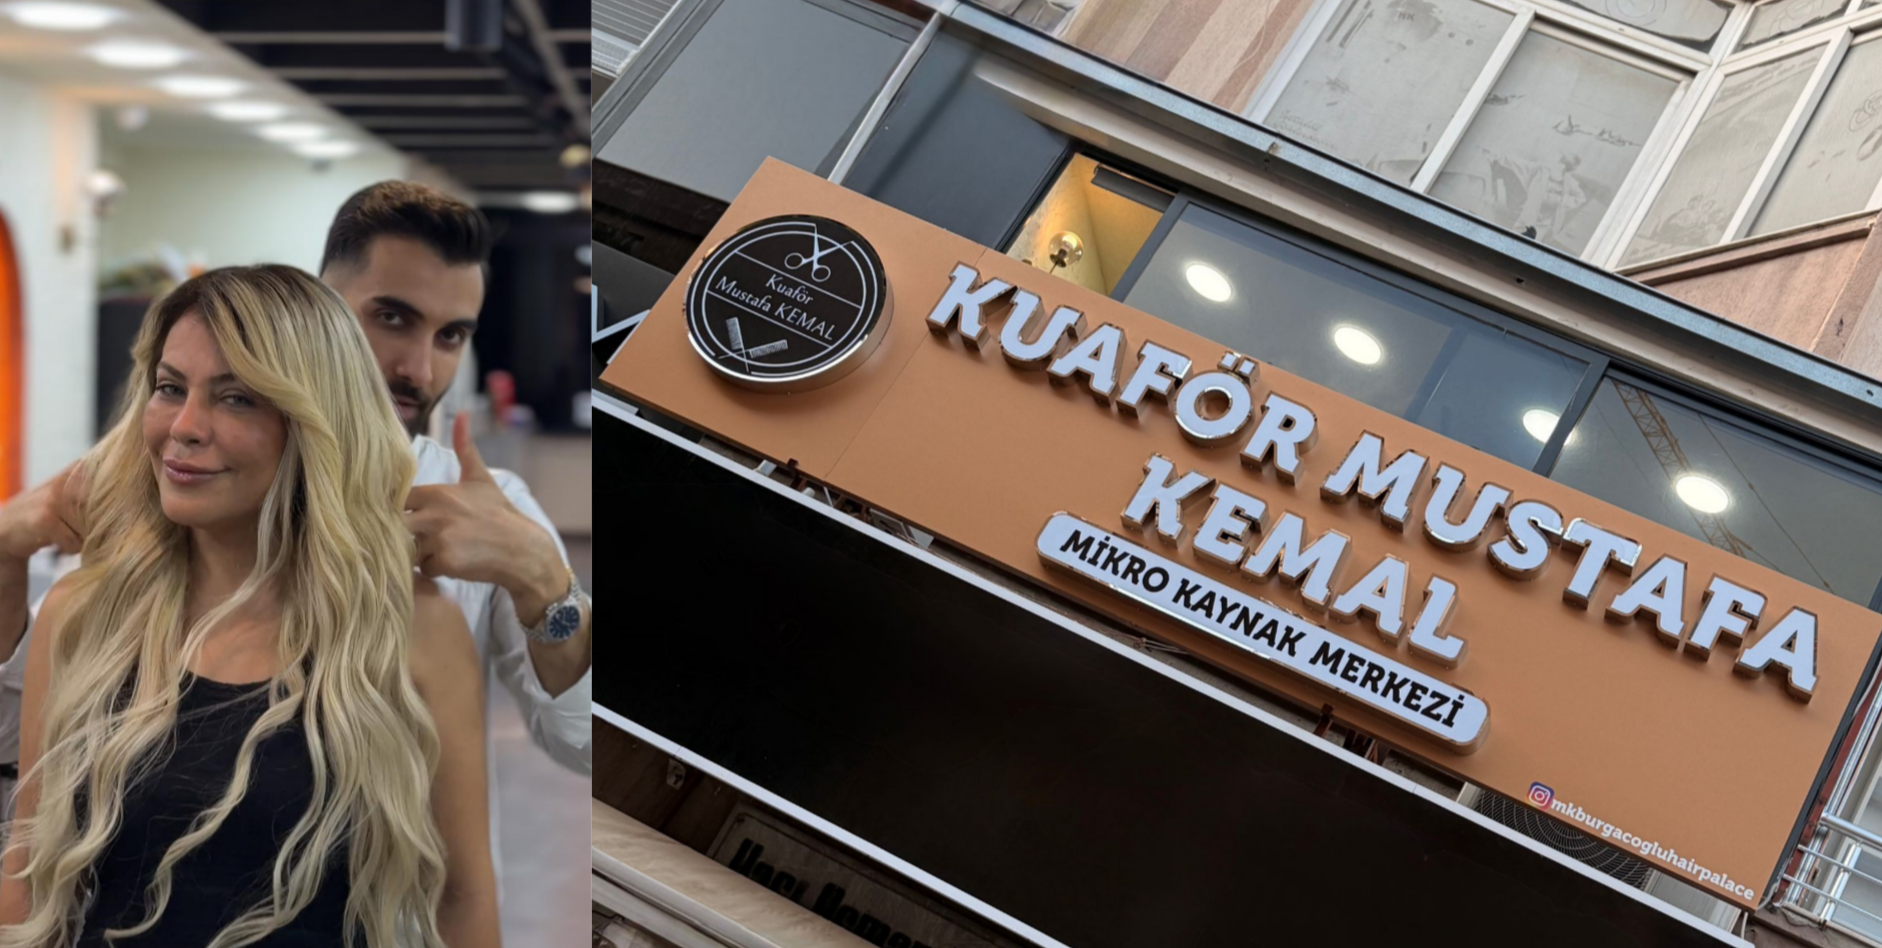 Kuaför
Mustafa KEMAL
KUAFÖR MUSTAFA
KEMAL
MİKRO KAYNAK MERKEZİ
mkburgacogluhairpalace